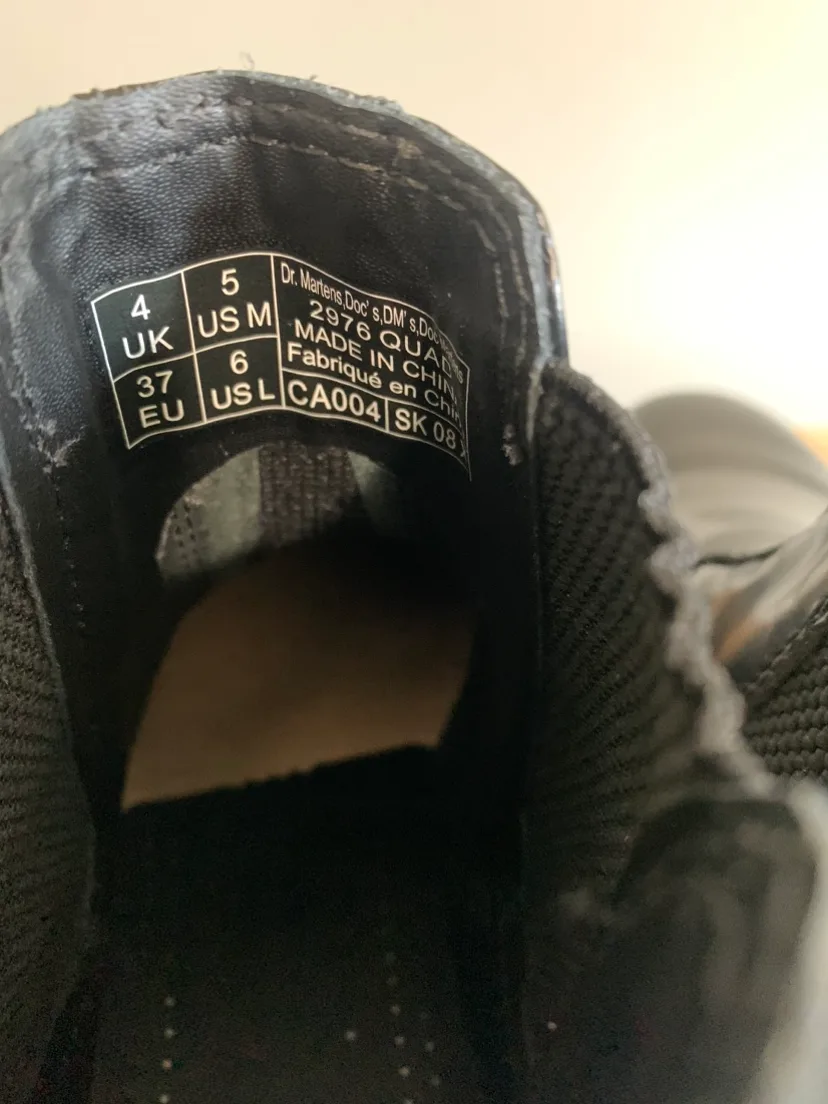 4
UK
5
US M
37
EU
6
US L
Dr. Martens,Doc's,DM's,Doc
2976 QUAD
MADE IN
Fabriqué en
CA004
SK 08